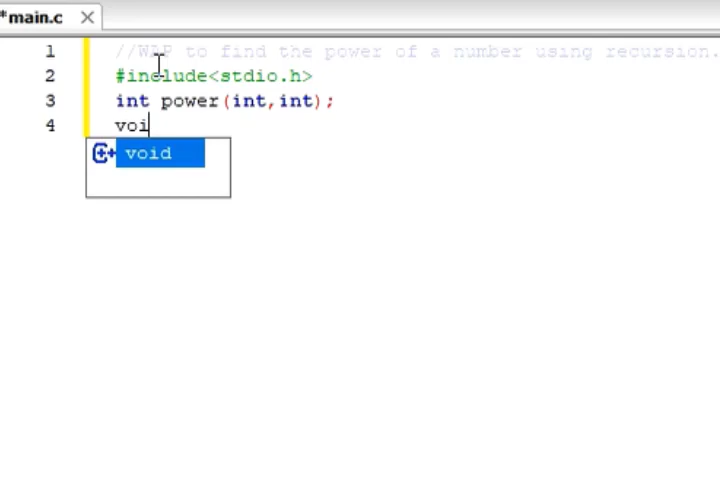 *main.c
1 //WAP to find the power of a number using recursion.
2 #include<stdio.h>
3 int power(int,int);
4 voi
void